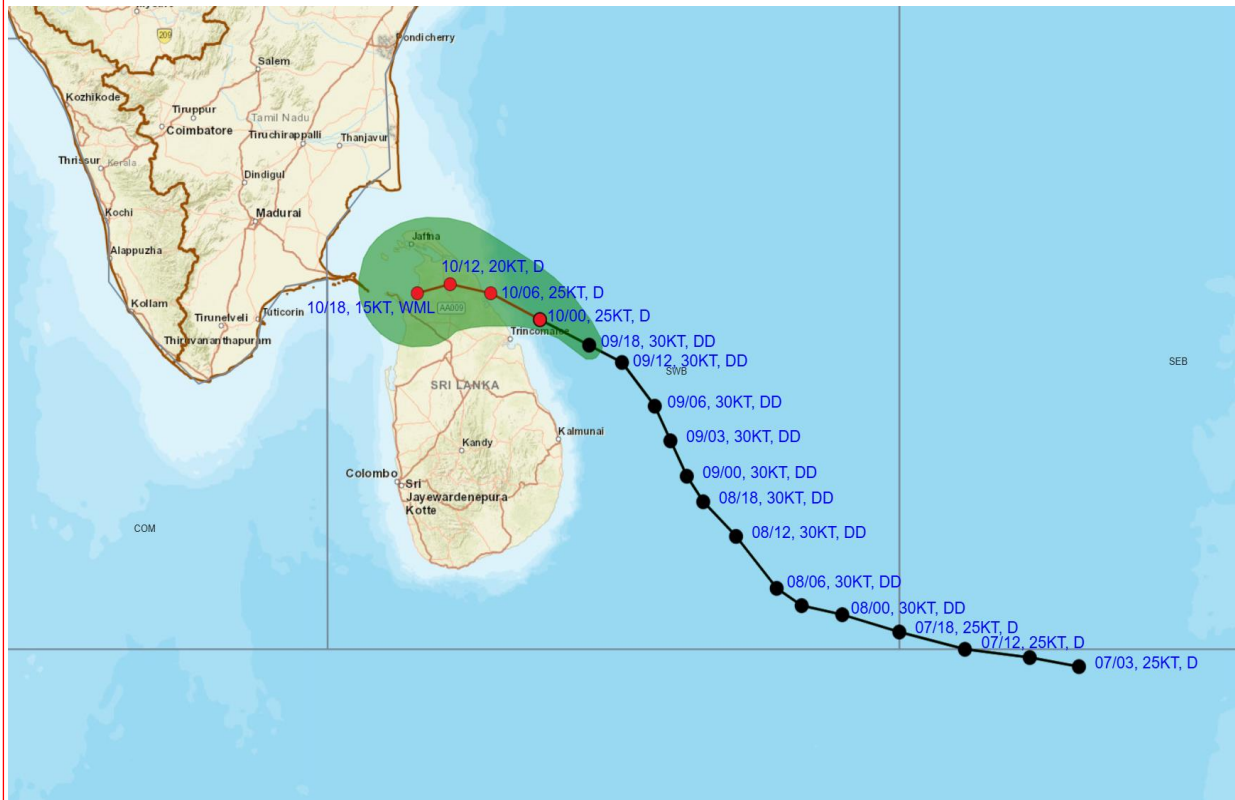 209
Pondicherry
Salem
Kozhikode
Tiruppur
Coimbatore
Tamil Nadu
Tiruchirappalli
Thanjavur
Thrissur
Kerala
Dindigul
Kochi
Madurai
Alappuzha
Jaffna
10/12, 20KT, D
10/06, 25KT, D
10/18, 15KT, WML
AA009
10/00, 25KT, D
Kollam
Tuticorin
Tirunelveli
Thiruvananthapuram
Trincomalee
09/18, 30KT, DD
09/12, 30KT, DD
SWB
SEB
SRI LANKA
09/06, 30KT, DD
Kalmunai
09/03, 30KT, DD
Kandy
Colombo
Sri
Jayewardenepura
Kotte
09/00, 30KT, DD
08/18, 30KT, DD
COM
08/12, 30KT, DD
08/06, 30KT, DD
08/00, 30KT, DD
07/18, 25KT, D
07/12, 25KT, D
07/03, 25KT, D